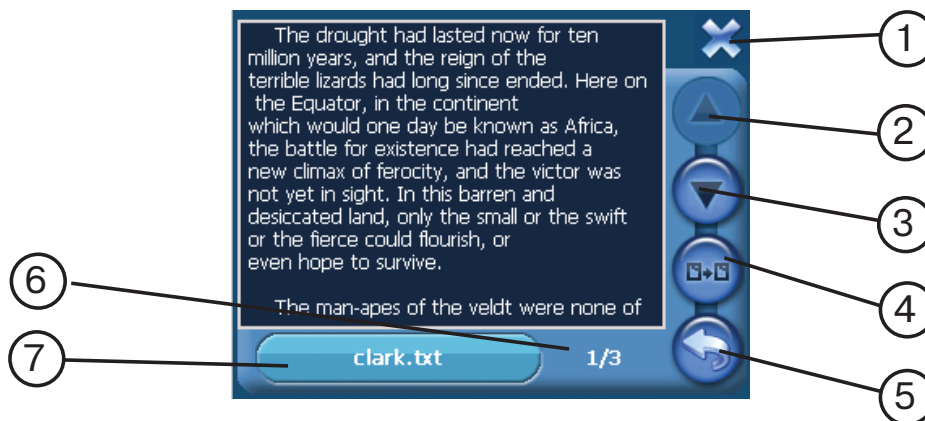 The drought had lasted now for ten
million years, and the reign of the
terrible lizards had long since ended. Here on
the Equator, in the continent
which would one day be known as Africa,
the battle for existence had reached a
new climax of ferocity, and the victor was
not yet in sight. In this barren and
desiccated land, only the small or the swift
or the fierce could flourish, or
even hope to survive.
The man-apes of the veldt were none of
clark.txt
1/3
1
2
3
4
5
6
7